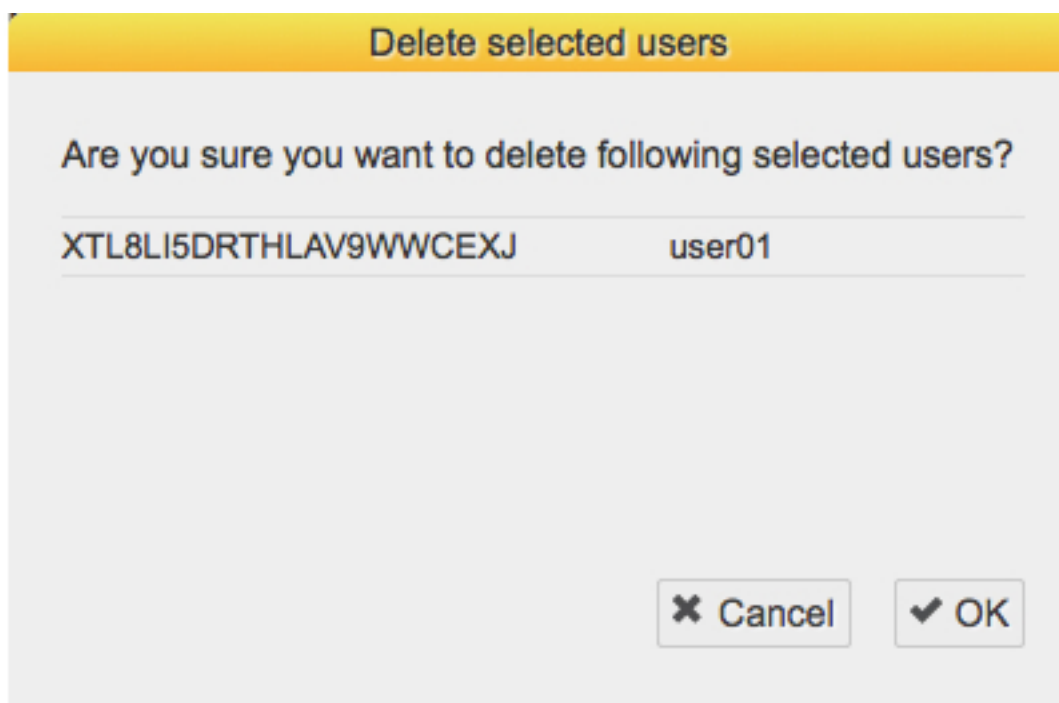 Delete selected users
Are you sure you want to delete following selected users?
XTL8LI5DRTHLAV9WWCEXJ user01
Cancel OK